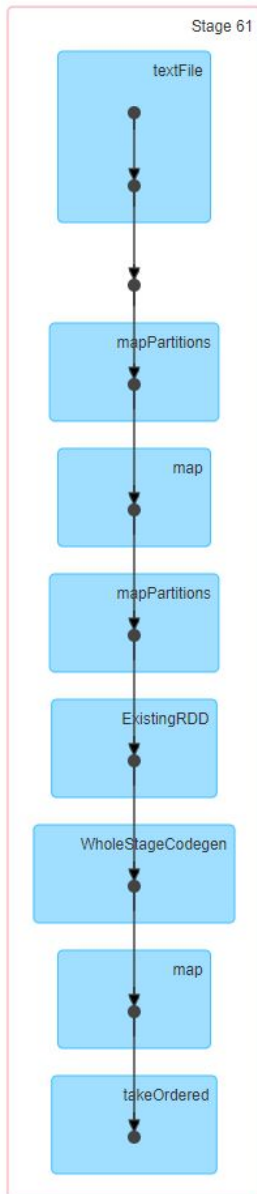 Stage 61
textFile
mapPartitions
map
mapPartitions
ExistingRDD
WholeStageCodegen
map
takeOrdered